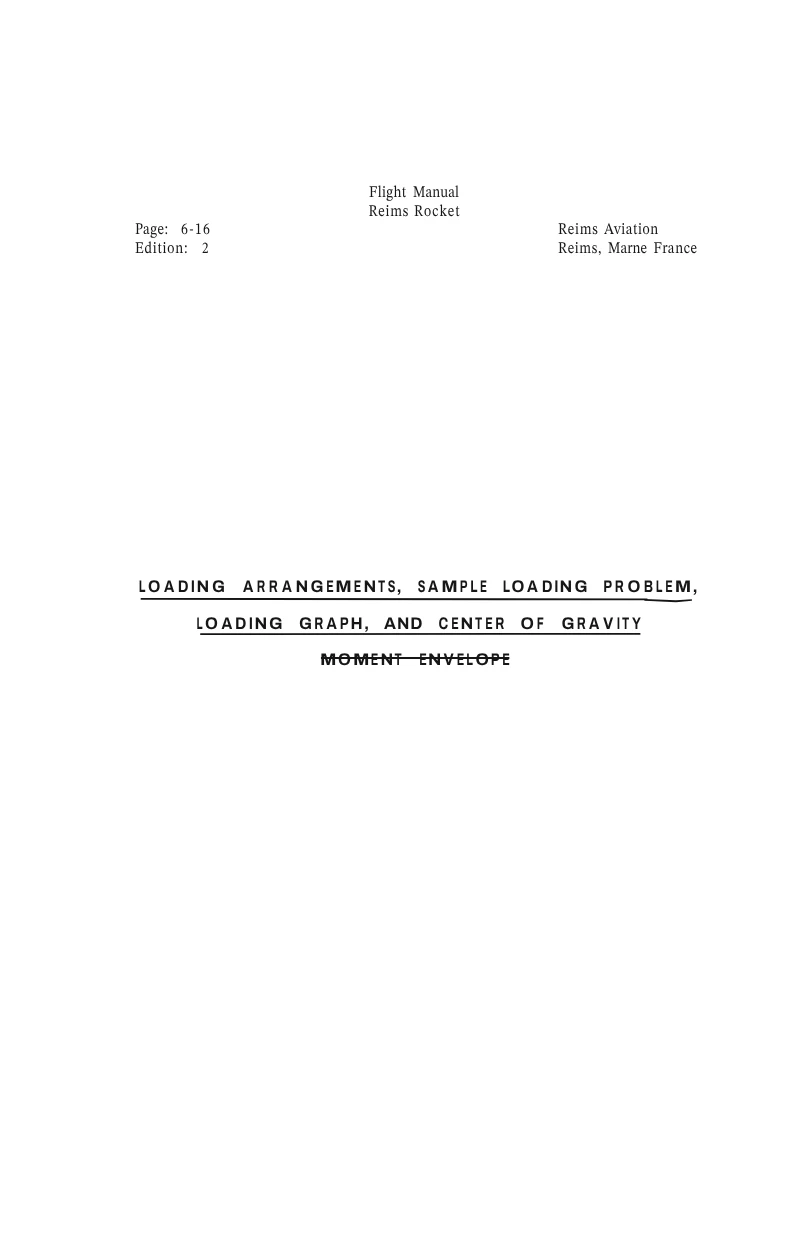 Flight Manual
Reims Rocket
Page: 6-16
Reims Aviation
Edition: 2
Reims, Marne France
LOADING ARRANGEMENTS, SAMPLE LOADING PROBLEM,
LOADING GRAPH, AND CENTER OF GRAVITY
MOMENT ENVELOPE